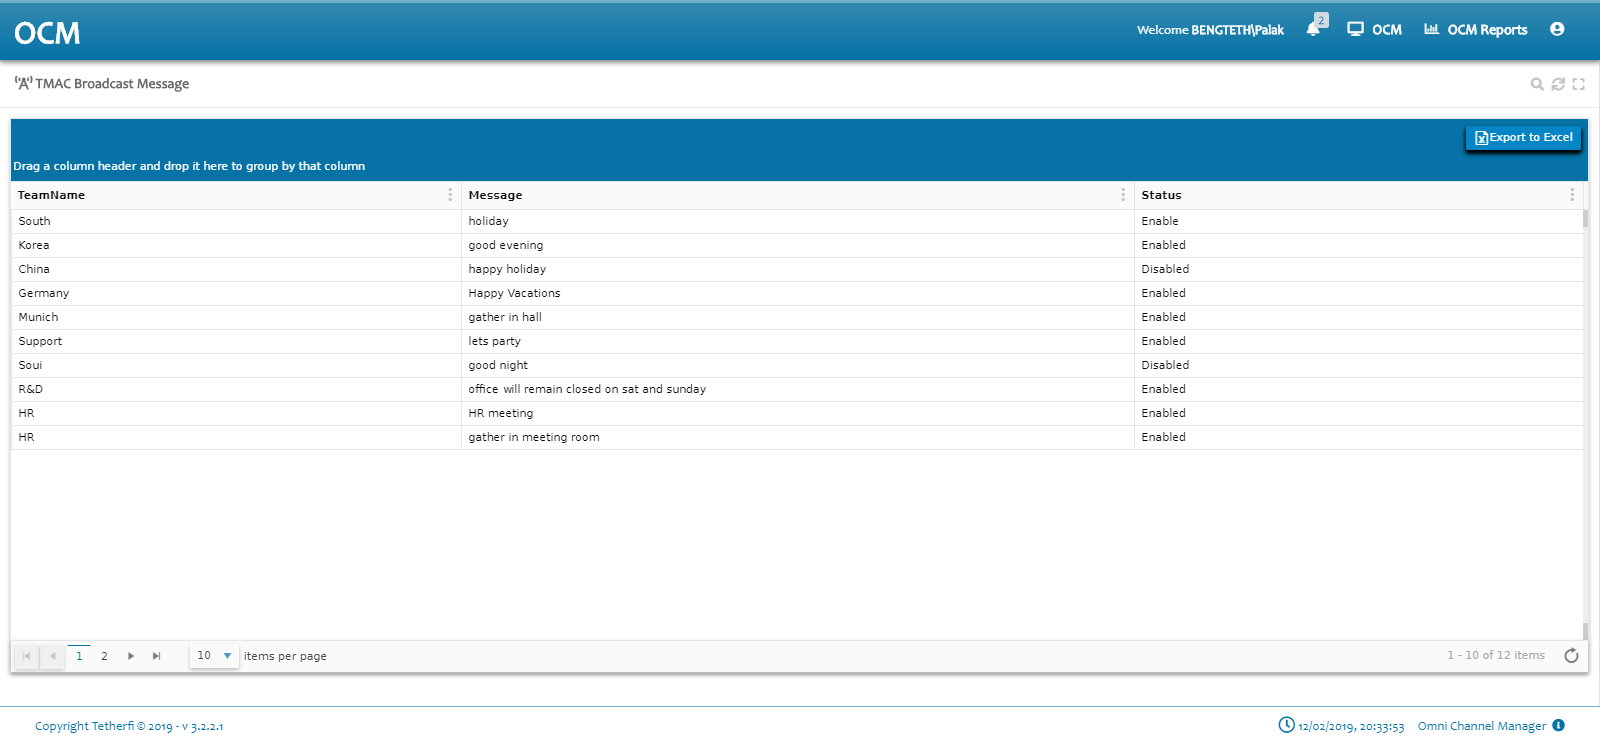 OCM
Welcome BENGTETH\Palak 2 OCM OCM Reports
TMAC Broadcast Message
Export to Excel
Drag a column header and drop it here to group by that column
TeamName Message Status
South holiday Enable
Korea good evening Enabled
China happy holiday Disabled
Germany Happy Vacations Enabled
Munich gather in hall Enabled
Support lets party Enabled
Soui good night Disabled
R&D office will remain closed on sat and sunday Enabled
HR HR meeting Enabled
HR gather in meeting room Enabled
1 2 10 items per page 1 - 10 of 12 items
Copyright Tetherfi © 2019 - v 3.2.2.1 12/02/2019, 20:33:53 Omni Channel Manager